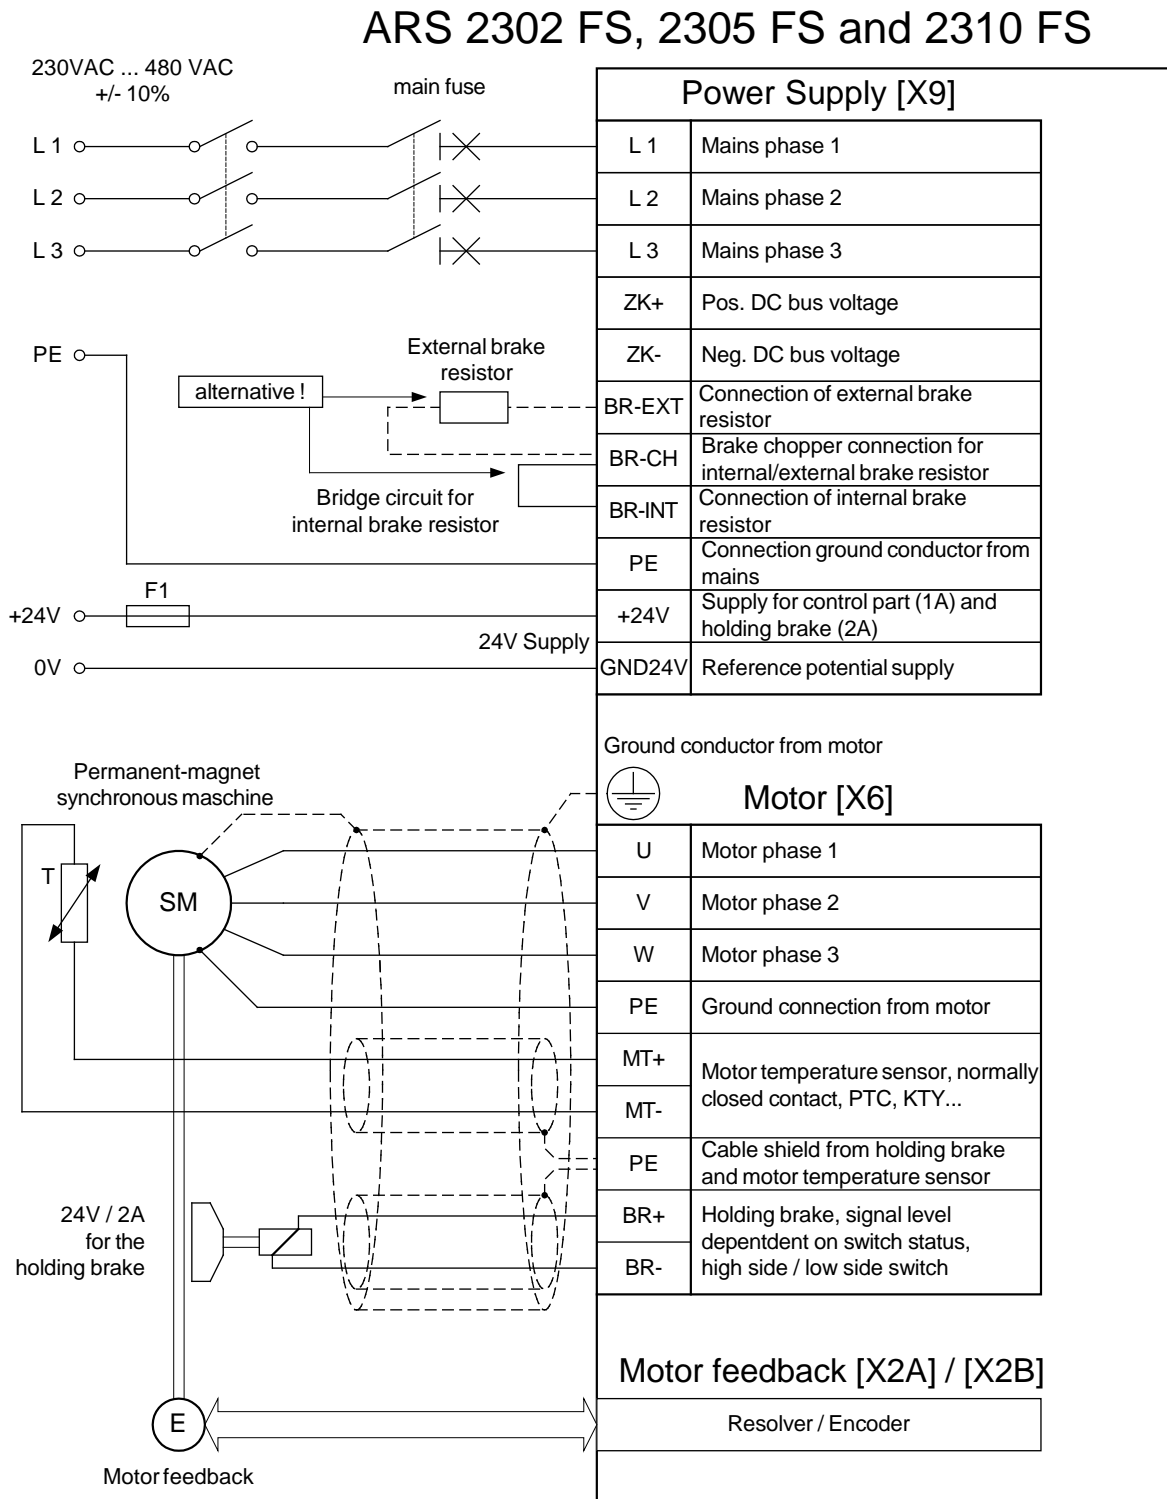 ARS 2302 FS, 2305 FS and 2310 FS
230VAC ... 480 VAC
+/- 10%
main fuse
Power Supply [X9]
L 1
L 1
Mains phase 1
L 2
L 2
Mains phase 2
L 3
L 3
Mains phase 3
ZK+
Pos. DC bus voltage
PE
ZK-
Neg. DC bus voltage
External brake
resistor
alternative !
BR-EXT
Connection of external brake
resistor
BR-CH
Brake chopper connection for
internal/external brake resistor
Bridge circuit for
internal brake resistor
BR-INT
Connection of internal brake
resistor
PE
Connection ground conductor from
mains
F1
+24V
+24V
Supply for control part (1A) and
holding brake (2A)
24V Supply
0V
GND24V
Reference potential supply
Ground conductor from motor
Permanent-magnet
synchronous maschine
Motor [X6]
T
SM
U
Motor phase 1
V
Motor phase 2
W
Motor phase 3
PE
Ground connection from motor
MT+
MT-
Motor temperature sensor, normally
closed contact, PTC, KTY...
PE
Cable shield from holding brake
and motor temperature sensor
24V / 2A
for the
holding brake
BR+
BR-
Holding brake, signal level
depentdent on switch status,
high side / low side switch
Motor feedback [X2A] / [X2B]
E
Resolver / Encoder
Motor feedback